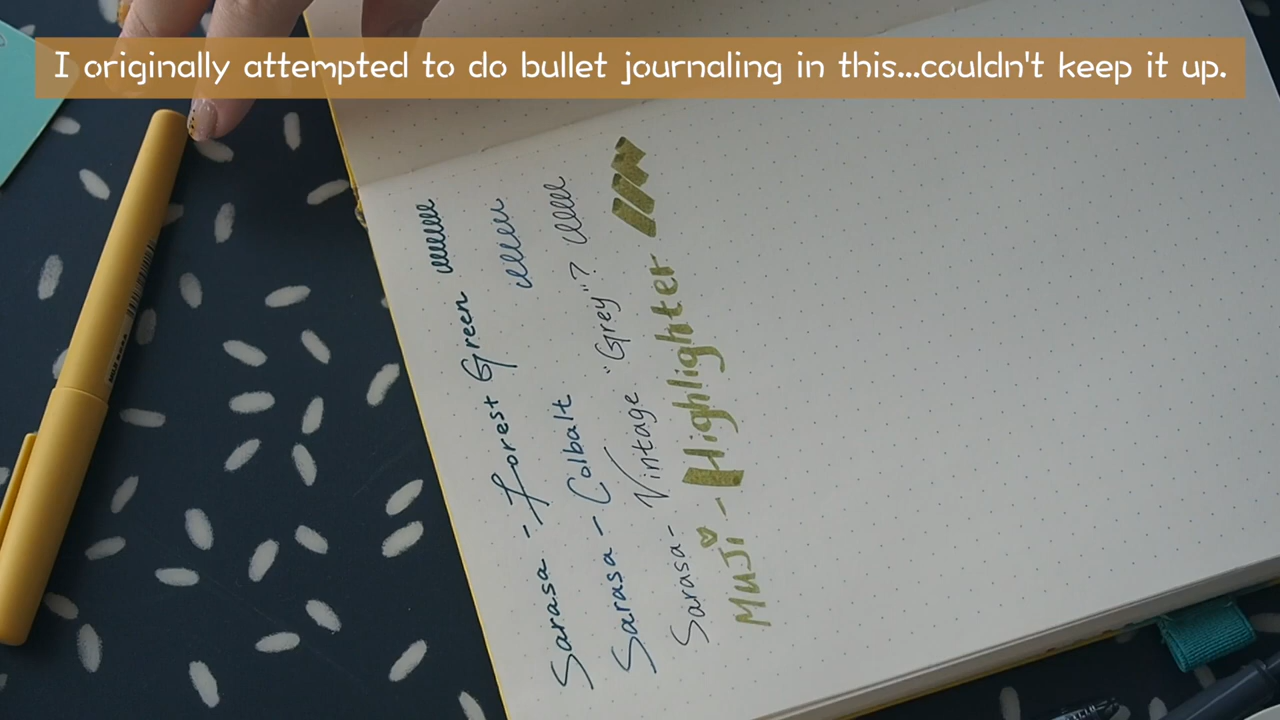 I originally attempted to do bullet journaling in this...couldn't keep it up.
Sarasa - Forest Green
Sarasa - Colbalt
Sarasa - Vintage "Grey"?
MUJI - Highlighter